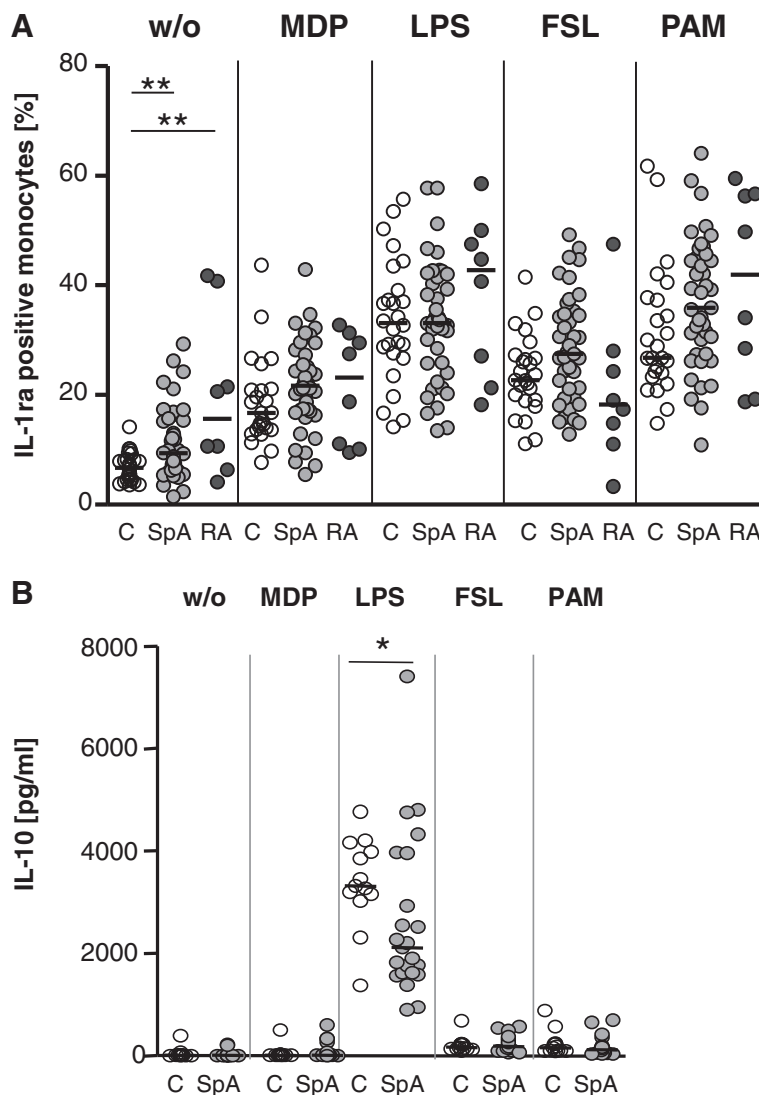 A
w/o MDP LPS FSL PAM
IL-1ra positive monocytes [%]
80
**
**
60
40
20
0
C SpA RA C SpA RA C SpA RA C SpA RA C SpA RA
B
w/o MDP LPS FSL PAM
IL-10 [pg/ml]
8000
*
6000
4000
2000
0
C SpA C SpA C SpA C SpA C SpA